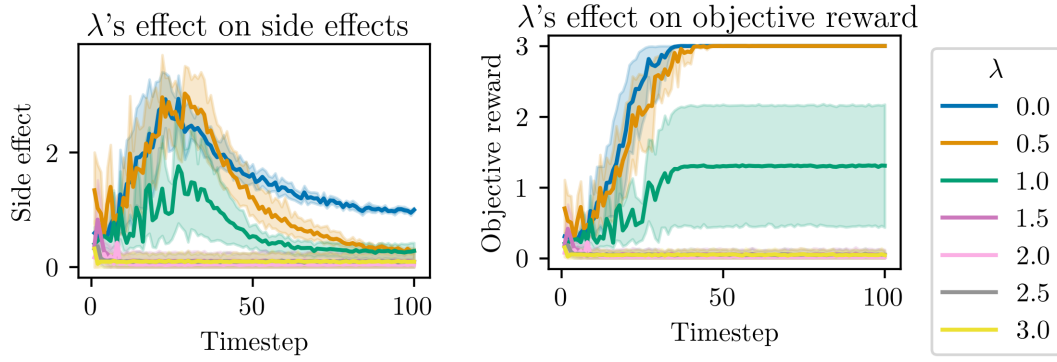 λ's effect on side effects
Side effect
2
0
0
50
100
Timestep
λ's effect on objective reward
Objective reward
3
2
1
0
0
50
100
Timestep
λ
0.0
0.5
1.0
1.5
2.0
2.5
3.0